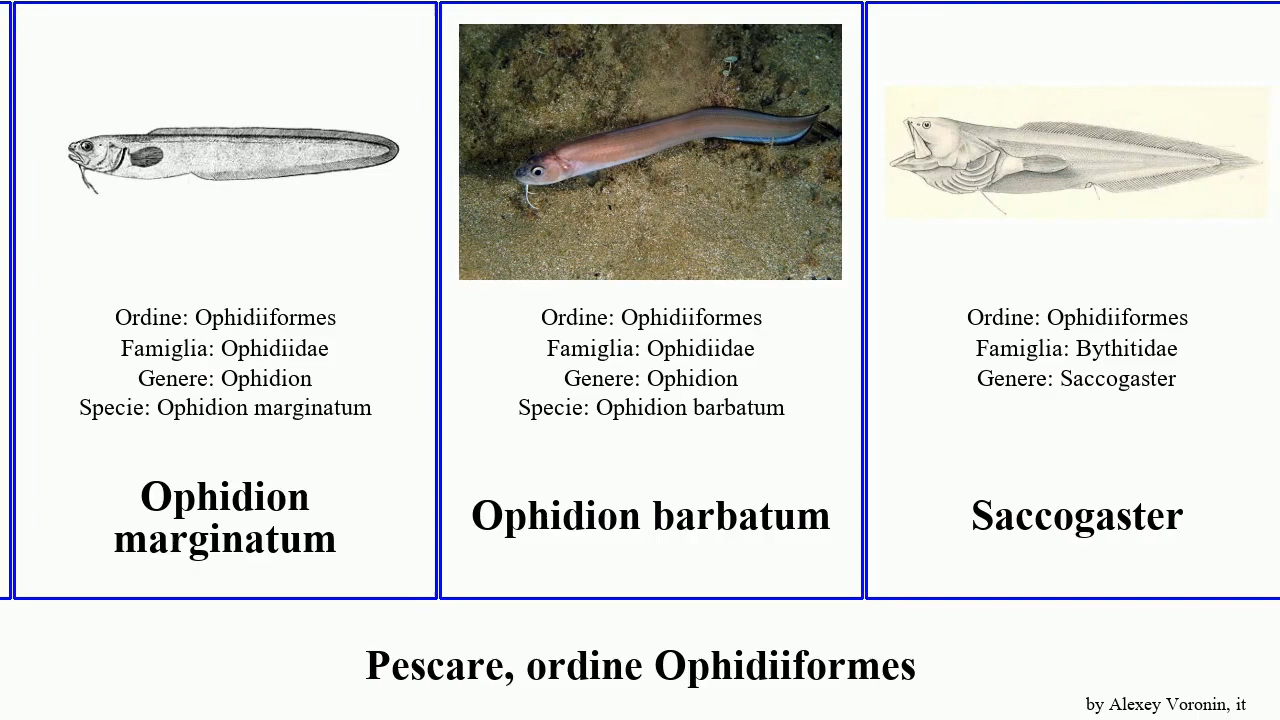 Ordine: Ophidiiformes
Famiglia: Ophidiidae
Genere: Ophidion
Specie: Ophidion marginatum
Ophidion
marginatum
Ordine: Ophidiiformes
Famiglia: Ophidiidae
Genere: Ophidion
Specie: Ophidion barbatum
Ophidion barbatum
Ordine: Ophidiiformes
Famiglia: Bythitidae
Genere: Saccogaster
Saccogaster
Pescare, ordine Ophidiiformes
by Alexey Voronin, it